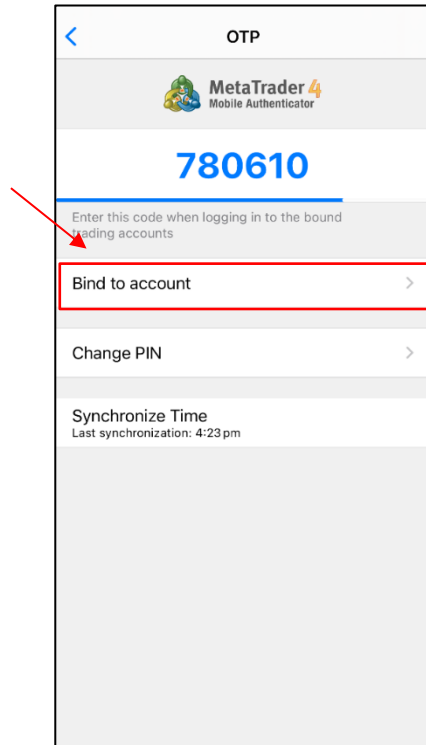 OTP
MetaTrader 4
Mobile Authenticator
780610
Enter this code when logging in to the bound
trading accounts
Bind to account
Change PIN
Synchronize Time
Last synchronization: 4:23 pm